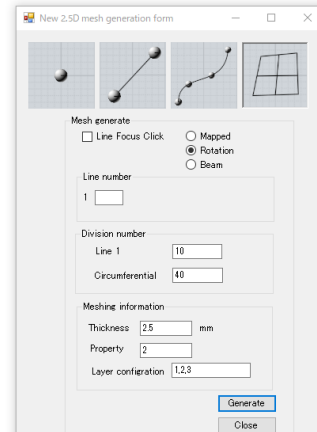 New 2.5D mesh generation form
Mesh generate
Line Focus Click
Mapped
Rotation
Beam
Line number
1
Division number
Line 1 10
Circumferential 40
Meshing information
Thickness 2.5 mm
Property 2
Layer configration 1,2,3
Generate
Close